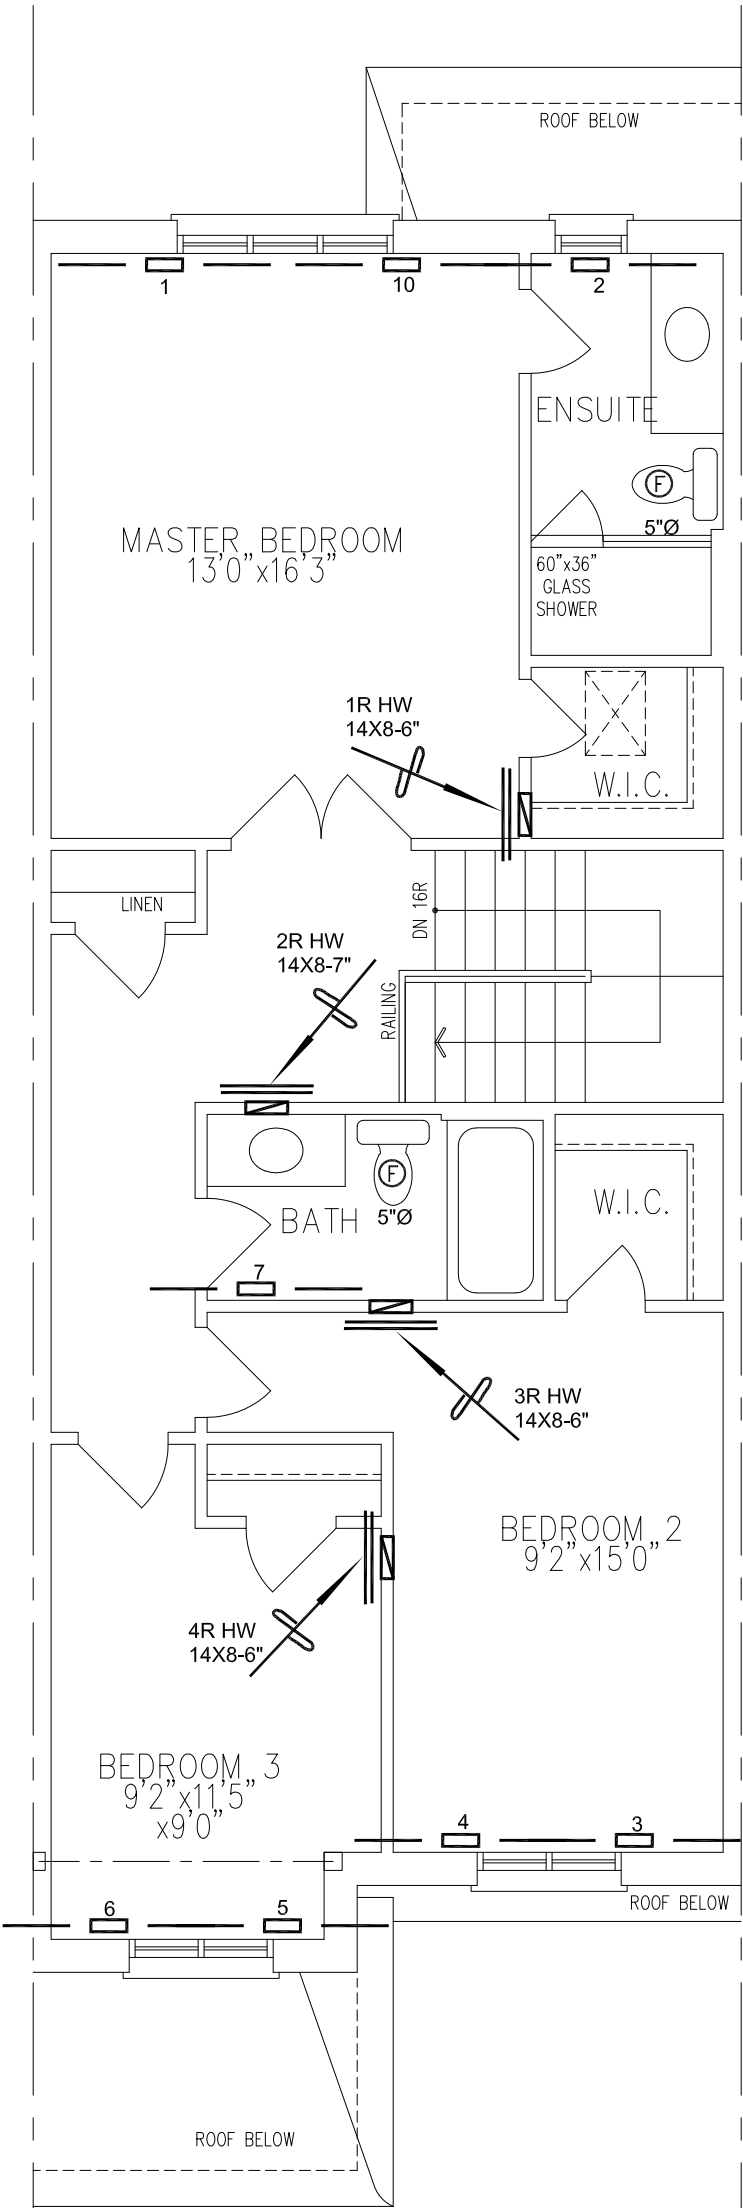 ROOF BELOW
1
10
2
ENSUITE
F
5"Ø
MASTER BEDROOM
13'0"x16'3"
60"x36"
GLASS
SHOWER
1R HW
14X8-6"
W.I.C.
LINEN
DN 16R
2R HW
14X8-7"
RAILING
F
BATH
5"Ø
W.I.C.
7
3R HW
14X8-6"
BEDROOM 2
9'2"x15'0"
4R HW
14X8-6"
BEDROOM 3
9'2"x11'5"
x9'0"
4
3
ROOF BELOW
6
5
ROOF BELOW